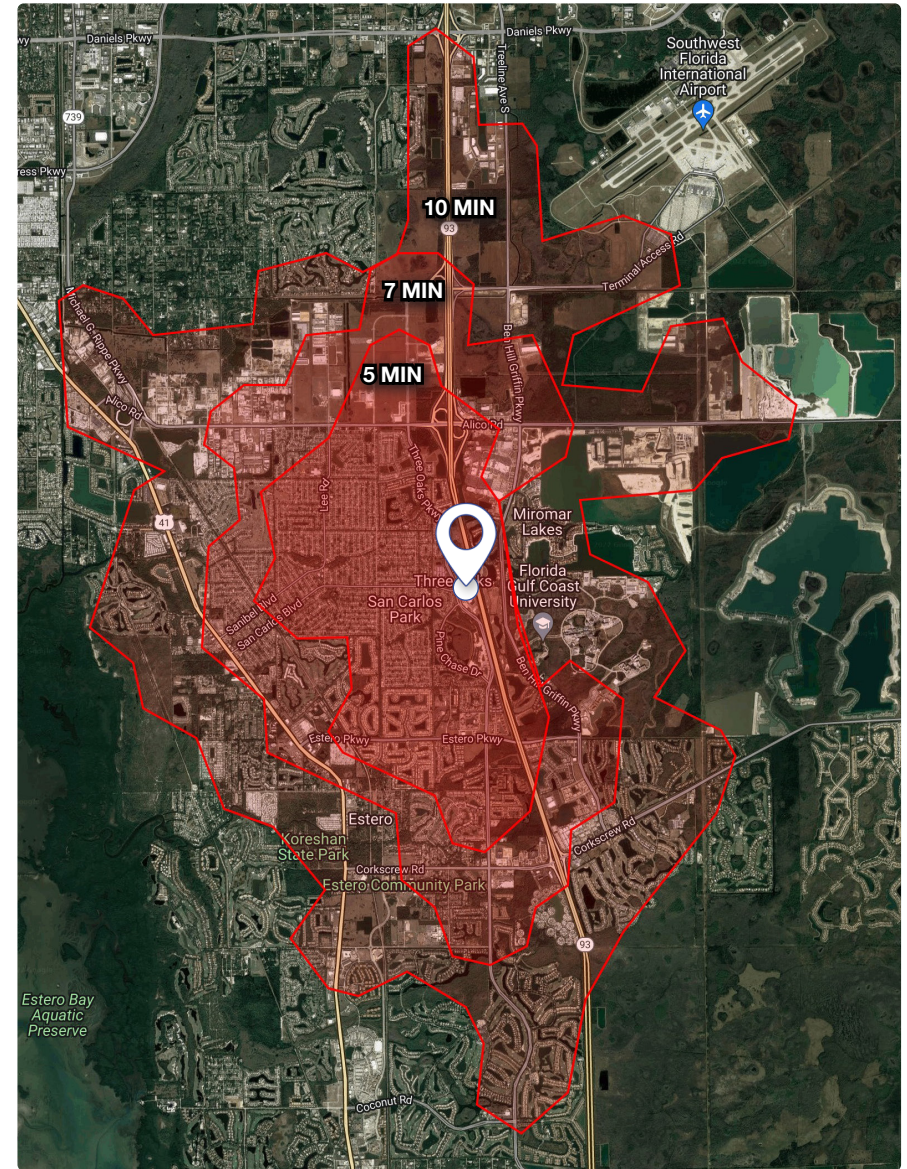 wy
Daniels Pkwy
Daniels Pkwy
Treeline Ave S
Southwest
Florida
International
Airport
739
ress Pkwy
10 MIN
93
Terminal Access Rd
7 MIN
Michael G. Rippe Pkwy
Ben Hill Griffin Pkwy
5 MIN
Alico Rd
Alico Rd
Three Oaks Pkwy
Lee Rd
41
Miromar
Lakes
Three Oaks
Florida
Gulf Coast
University
San Carlos
Park
Sanibel Blvd
San Carlos Blvd
Pine Chase Dr
Ben Hill Griffin Pkwy
Estero Pkwy
Estero Pkwy
Estero
Corkscrew Rd
Koreshan
State Park
Corkscrew Rd
Estero Community Park
93
Estero Bay
Aquatic
Preserve
Coconut Rd